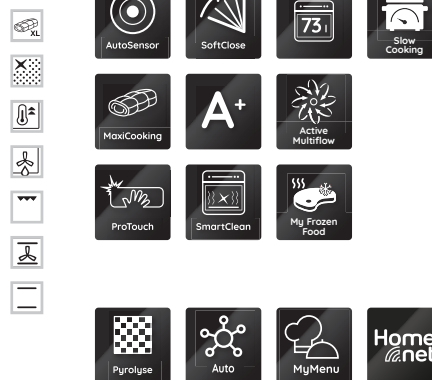 XL
AutoSensor
SoftClose
73 l
Slow
Cooking
MaxiCooking
A+
Active
Multiflow
ProTouch
SmartClean
My Frozen
Food
Pyrolyse
Auto
MyMenu
Home
net